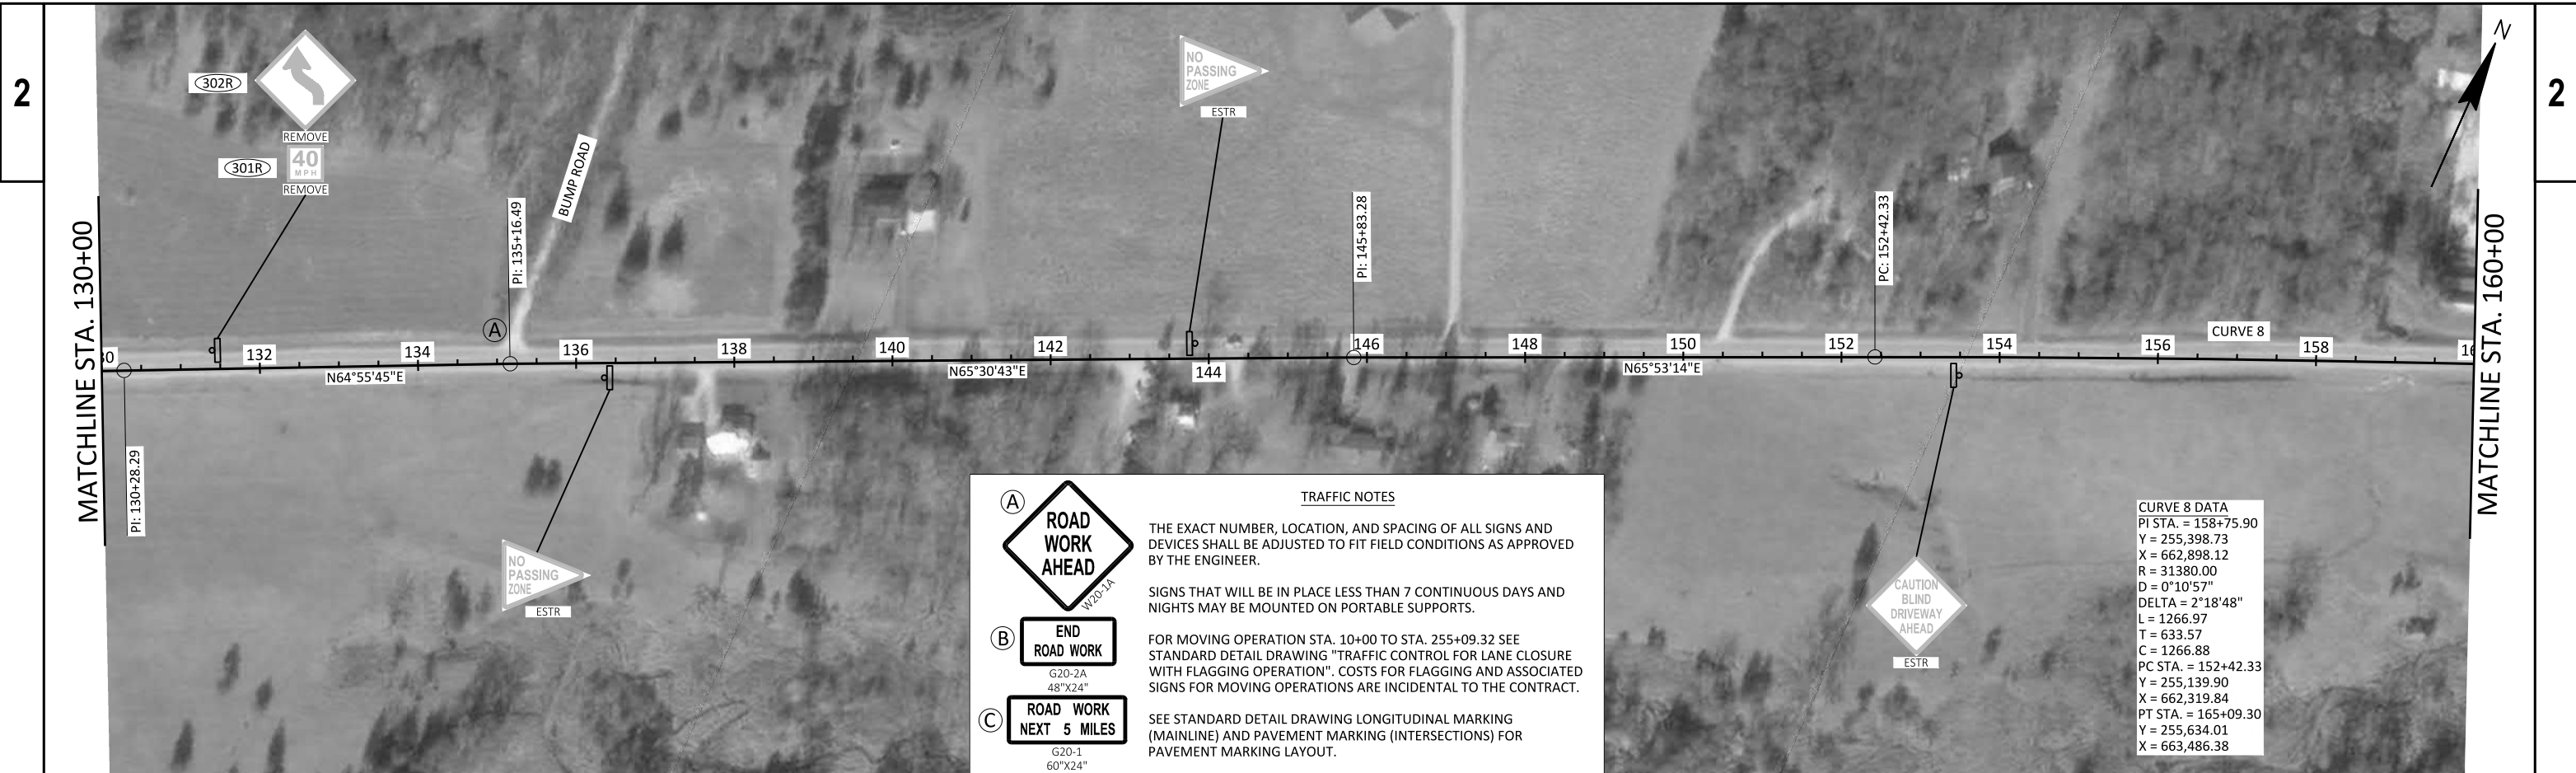 2
302R
REMOVE
40
MPH
301R
REMOVE
BUMP ROAD
NO
PASSING
ZONE
ESTR
N
2
MATCHLINE STA. 130+00
PI: 135+16.49
PI: 145+83.28
PC: 152+42.33
MATCHLINE STA. 160+00
A
132
134
136
138
140
142
144
146
148
150
152
154
156
CURVE 8
158
N64°55'45"E
N65°30'43"E
N65°53'14"E
PI: 130+28.29
NO
PASSING
ZONE
ESTR
CAUTION
BLIND
DRIVEWAY
AHEAD
ESTR
A
ROAD
WORK
AHEAD
W20-1A
B
END
ROAD WORK
G20-2A
48"X24"
C
ROAD WORK
NEXT 5 MILES
G20-1
60"X24"
TRAFFIC NOTES
THE EXACT NUMBER, LOCATION, AND SPACING OF ALL SIGNS AND
DEVICES SHALL BE ADJUSTED TO FIT FIELD CONDITIONS AS APPROVED
BY THE ENGINEER.
SIGNS THAT WILL BE IN PLACE LESS THAN 7 CONTINUOUS DAYS AND
NIGHTS MAY BE MOUNTED ON PORTABLE SUPPORTS.
FOR MOVING OPERATION STA. 10+00 TO STA. 255+09.32 SEE
STANDARD DETAIL DRAWING "TRAFFIC CONTROL FOR LANE CLOSURE
WITH FLAGGING OPERATION". COSTS FOR FLAGGING AND ASSOCIATED
SIGNS FOR MOVING OPERATIONS ARE INCIDENTAL TO THE CONTRACT.
SEE STANDARD DETAIL DRAWING LONGITUDINAL MARKING
(MAINLINE) AND PAVEMENT MARKING (INTERSECTIONS) FOR
PAVEMENT MARKING LAYOUT.
CURVE 8 DATA
PI STA. = 158+75.90
Y = 255,398.73
X = 662,898.12
R = 31380.00
D = 0°10'57"
DELTA = 2°18'48"
L = 1266.97
T = 633.57
C = 1266.88
PC STA. = 152+42.33
Y = 255,139.90
X = 662,319.84
PT STA. = 165+09.30
Y = 255,634.01
X = 663,486.38